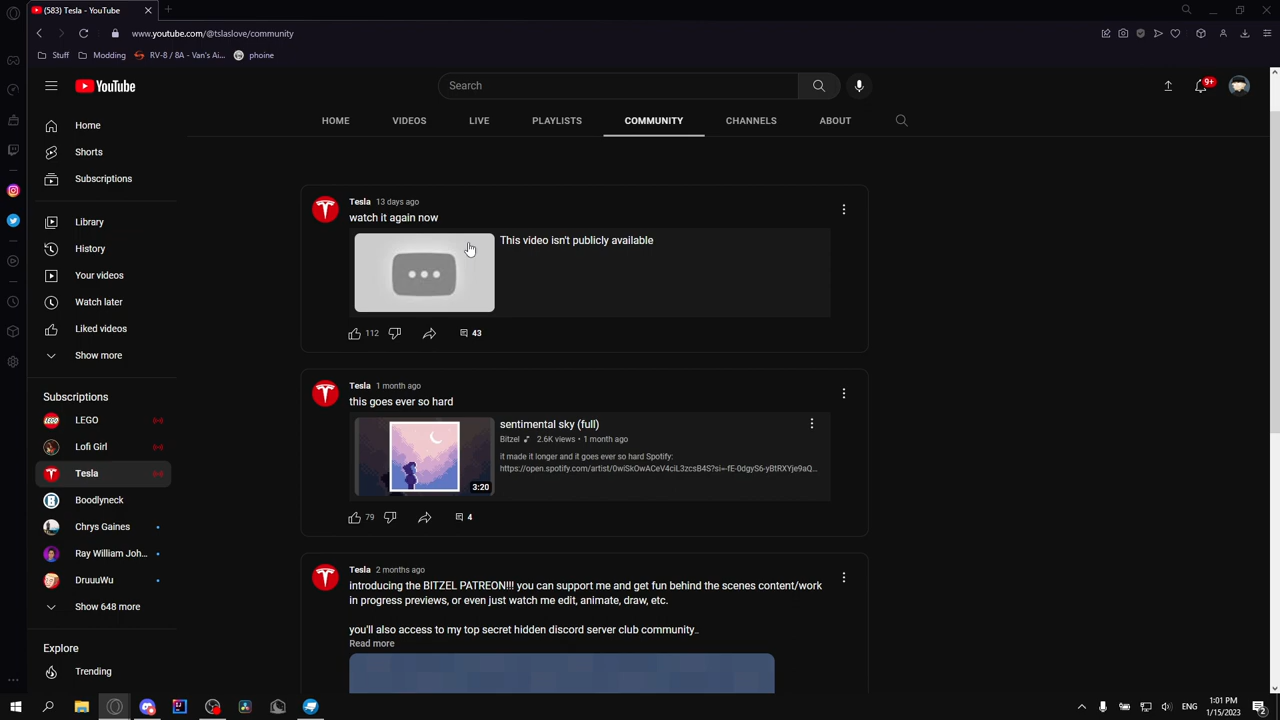 (583) Tesla - YouTube
www.youtube.com/@tslaslove/community
Stuff
Modding
RV-8 / 8A - Van's Ai...
phoine
YouTube
Search
9+
HOME
VIDEOS
LIVE
PLAYLISTS
COMMUNITY
CHANNELS
ABOUT
Home
Shorts
Subscriptions
Library
History
Your videos
Watch later
Liked videos
Show more
Subscriptions
LEGO
Lofi Girl
Tesla
Boodlyneck
Chrys Gaines
Ray William Joh...
DruuuWu
Show 648 more
Explore
Trending
Tesla 13 days ago
watch it again now
This video isn't publicly available
112
43
Tesla 1 month ago
this goes ever so hard
sentimental sky (full)
Bitzel 2.6K views • 1 month ago
it made it longer and it goes ever so hard Spotify:
3:20
79
4
Tesla 2 months ago
introducing the BITZEL PATREON!!! you can support me and get fun behind the scenes content/work
in progress previews, or even just watch me edit, animate, draw, etc.
you'll also access to my top secret hidden discord server club community...
Read more
ENG
1:01 PM
1/15/2023
2